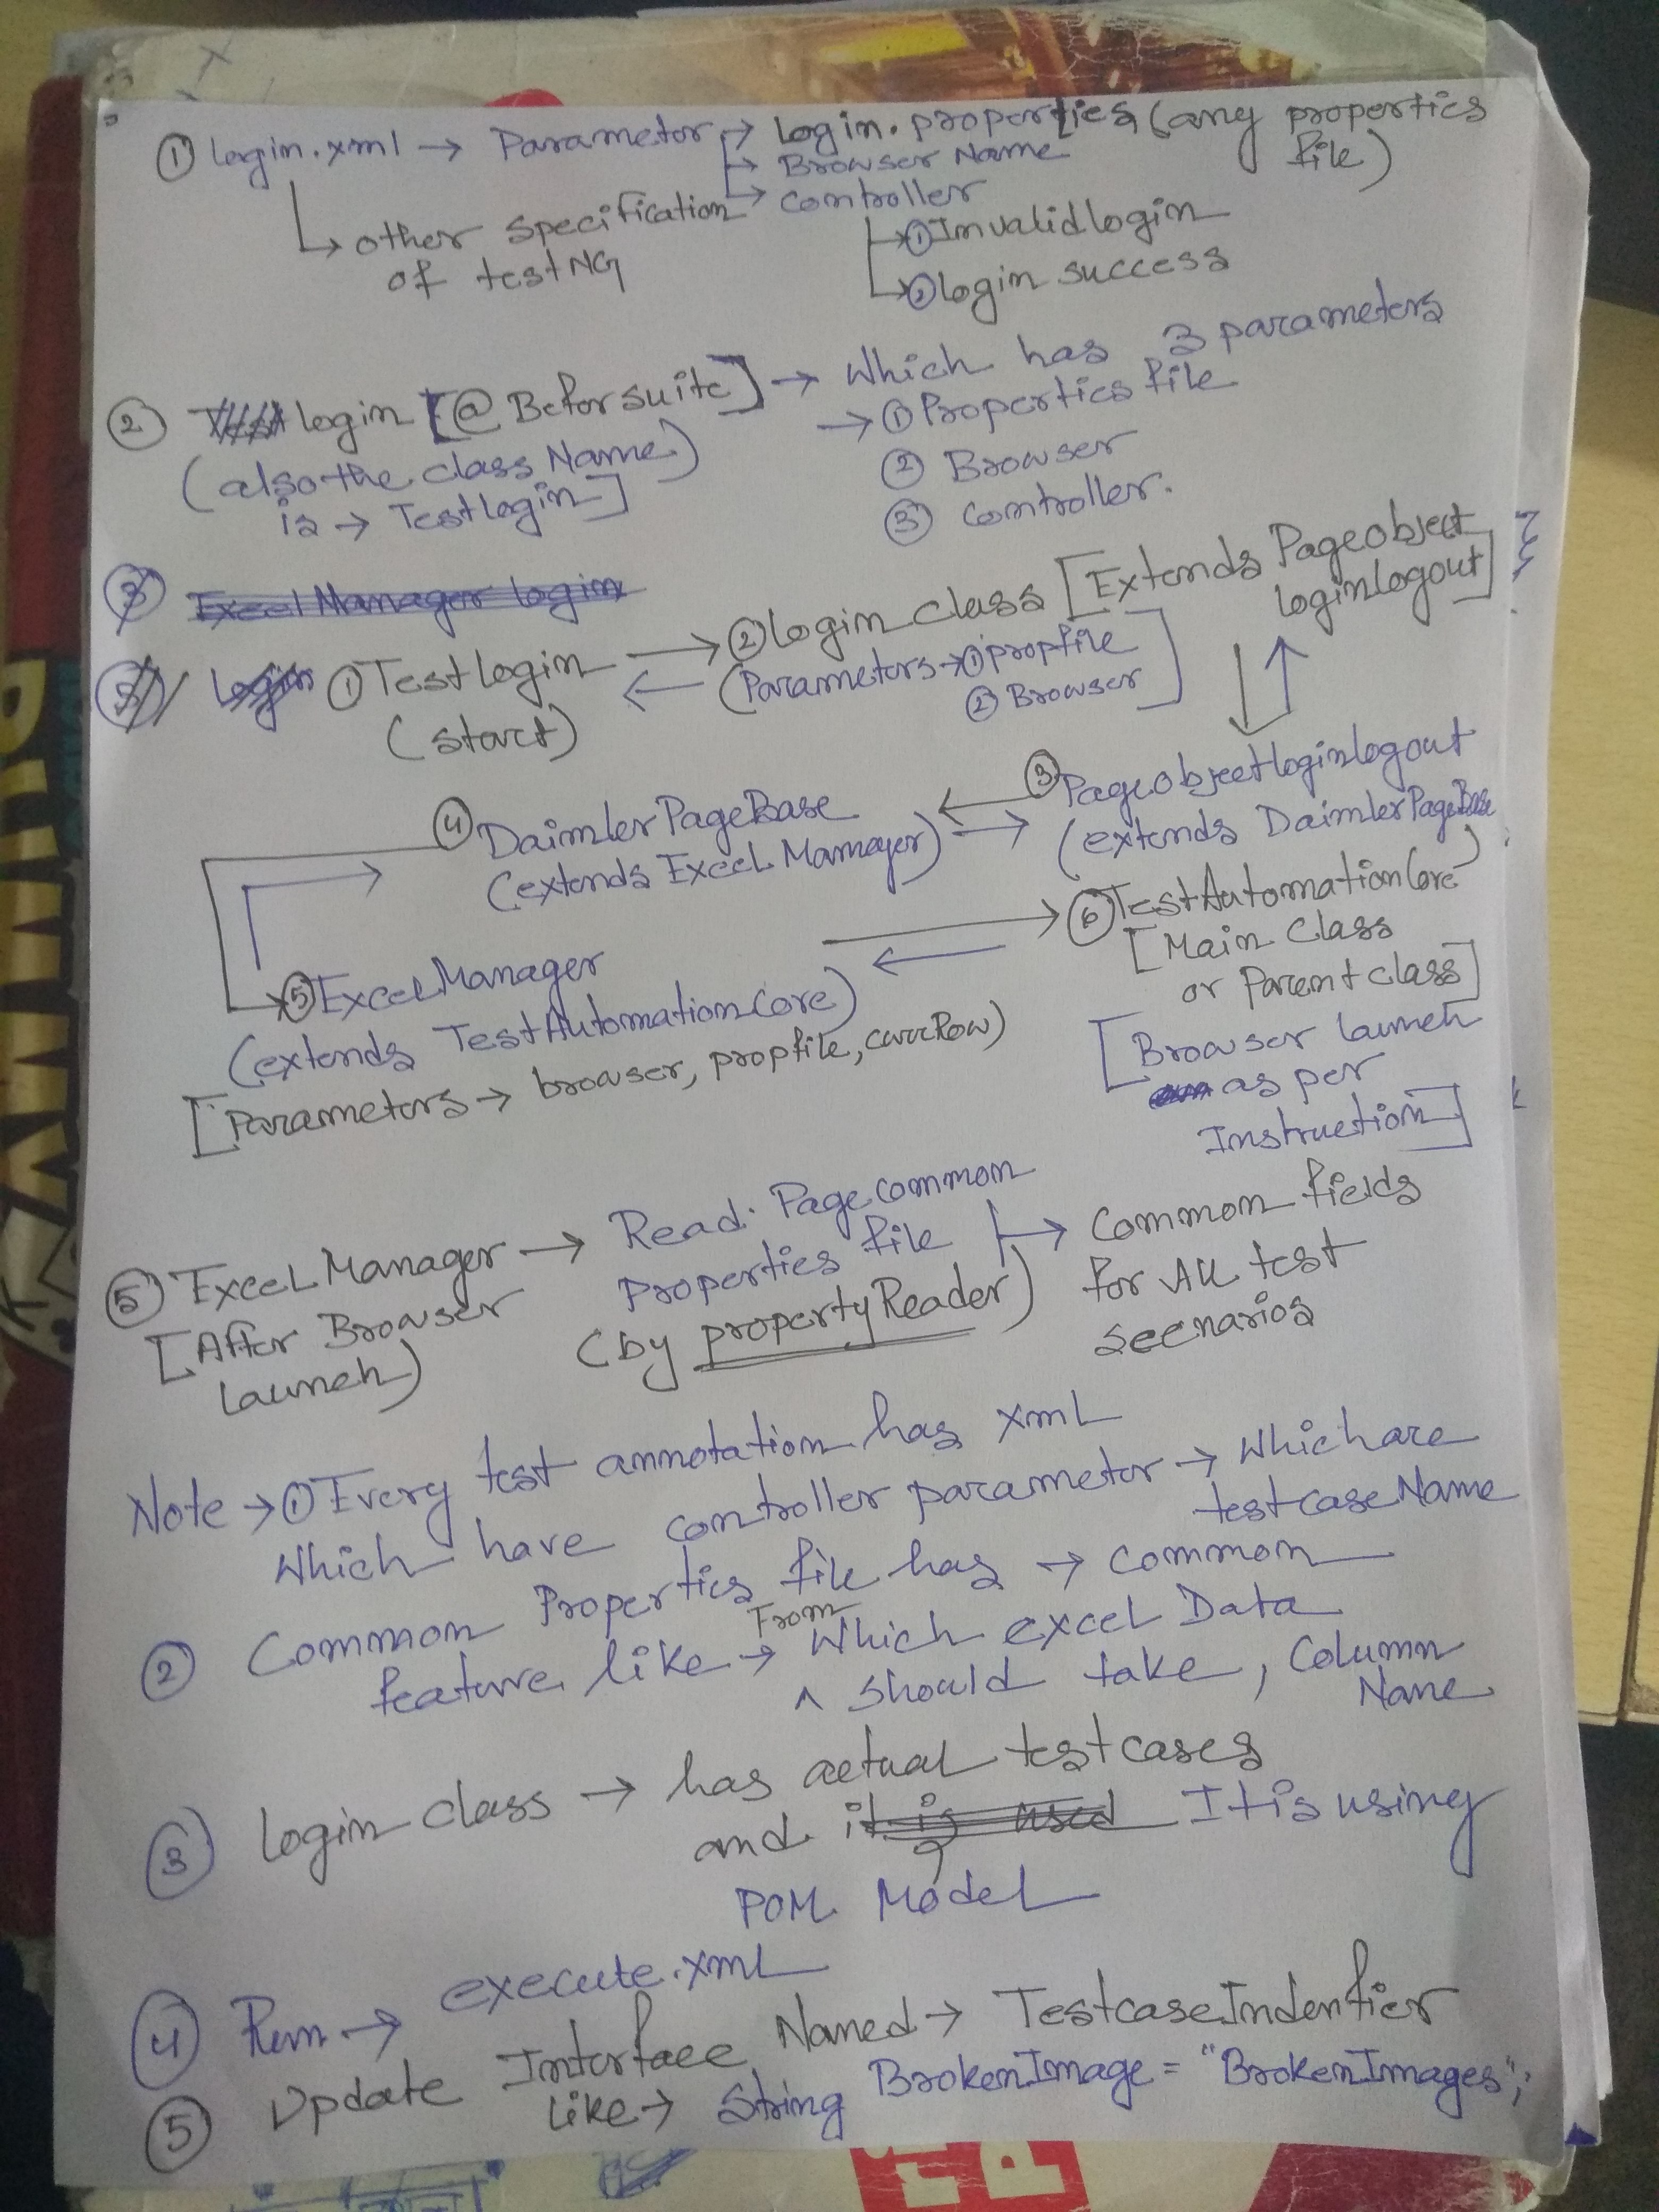 ① login.xml → Parametor → login.properties (any properties file)
→ Browser Name
→ controller
↳ other specification of testNG
→ ① Invalidlogin
→ ② login success
② login [@Beforsuite] → Which has 3 parameters
(also the class Name is → Testlogin]
→ ① Properties file
② Browser
③ controller.
③ Excel Manager login
① Testlogin (start)
② login class [Extends Pageobject loginlogout]
(Parameters → ① propfile
② Browser
③ Pageobjectloginlogout
(extends DaimlerPageBase)
④ DaimlerPageBase
(extends Excel Manager)
⑤ ExcelManager
(extends TestAutomationCore)
[Parameters → browser, propfile, currRow)
⑥ TestAutomationCore
[Main Class
or Parent class]
[Browser launch
as per
Instruction]
⑤ Excel Manager → Read Page common
[After Browser launch)
properties file
(by propertyReader)
→ Common fields
for All test
scenarios
Note → ① Every test annotation has xml
which have controller parameter → which are
testcase Name
② Common Properties file has → common
feature like → From which excel Data
^ should take, Column
Name
③ login class → has actual testcases
and it is used It is using
POM Model
④ Run → execute.xml
⑤ Update Interface Named → TestcaseIndentfier
like → String BrokenImage = "BrokenImages";